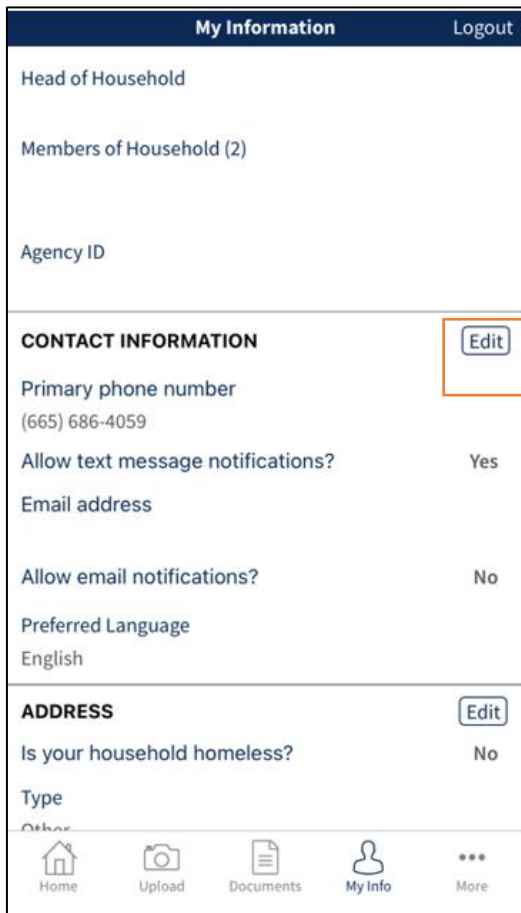 My Information Logout
Head of Household
Members of Household (2)
Agency ID
CONTACT INFORMATION Edit
Primary phone number
(665) 686-4059
Allow text message notifications? Yes
Email address
Allow email notifications? No
Preferred Language
English
ADDRESS Edit
Is your household homeless? No
Type
Other
Home Upload Documents My Info More